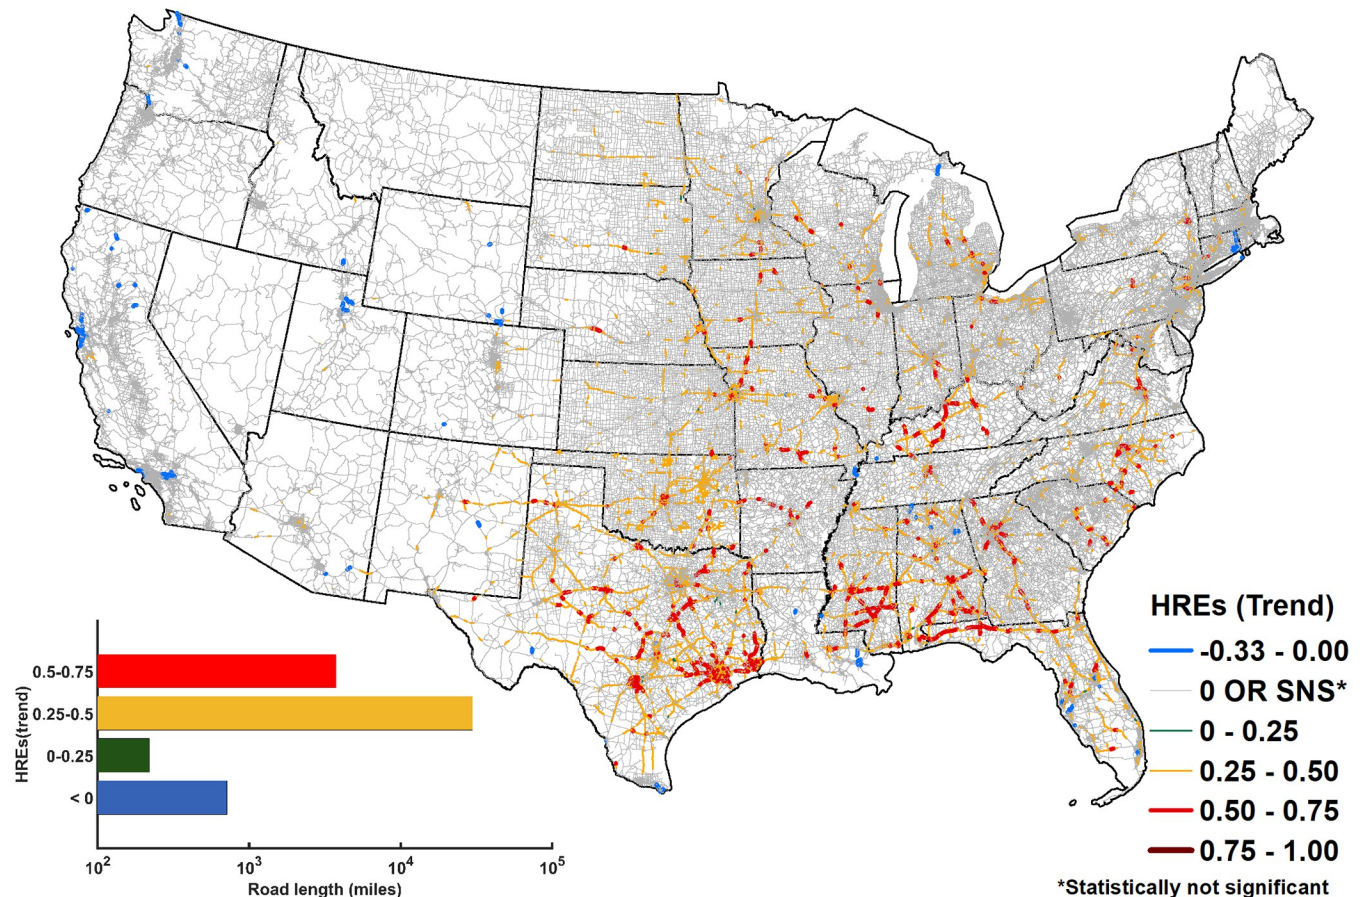 HREs (Trend)
-0.33 - 0.00
0 OR SNS*
0 - 0.25
0.25 - 0.50
0.50 - 0.75
0.75 - 1.00
*Statistically not significant
HREs(trend)
0.5-0.75
0.25-0.5
0-0.25
< 0
10² 10³ 10⁴ 10⁵
Road length (miles)